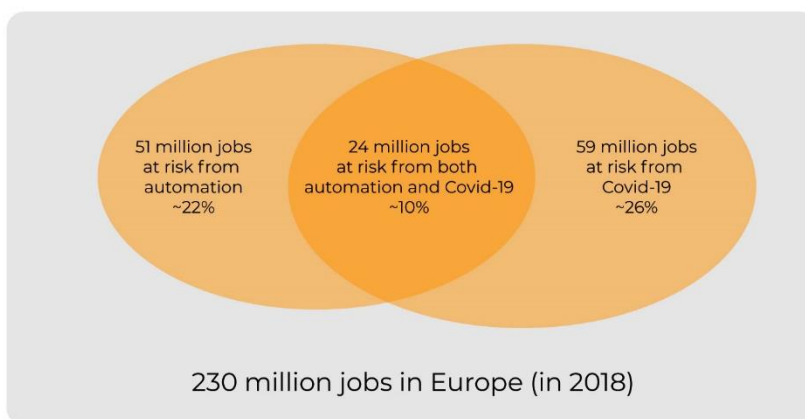 51 million jobs
at risk from
automation
~22%
24 million jobs
at risk from both
automation and Covid-19
~10%
59 million jobs
at risk from
Covid-19
~26%
230 million jobs in Europe (in 2018)